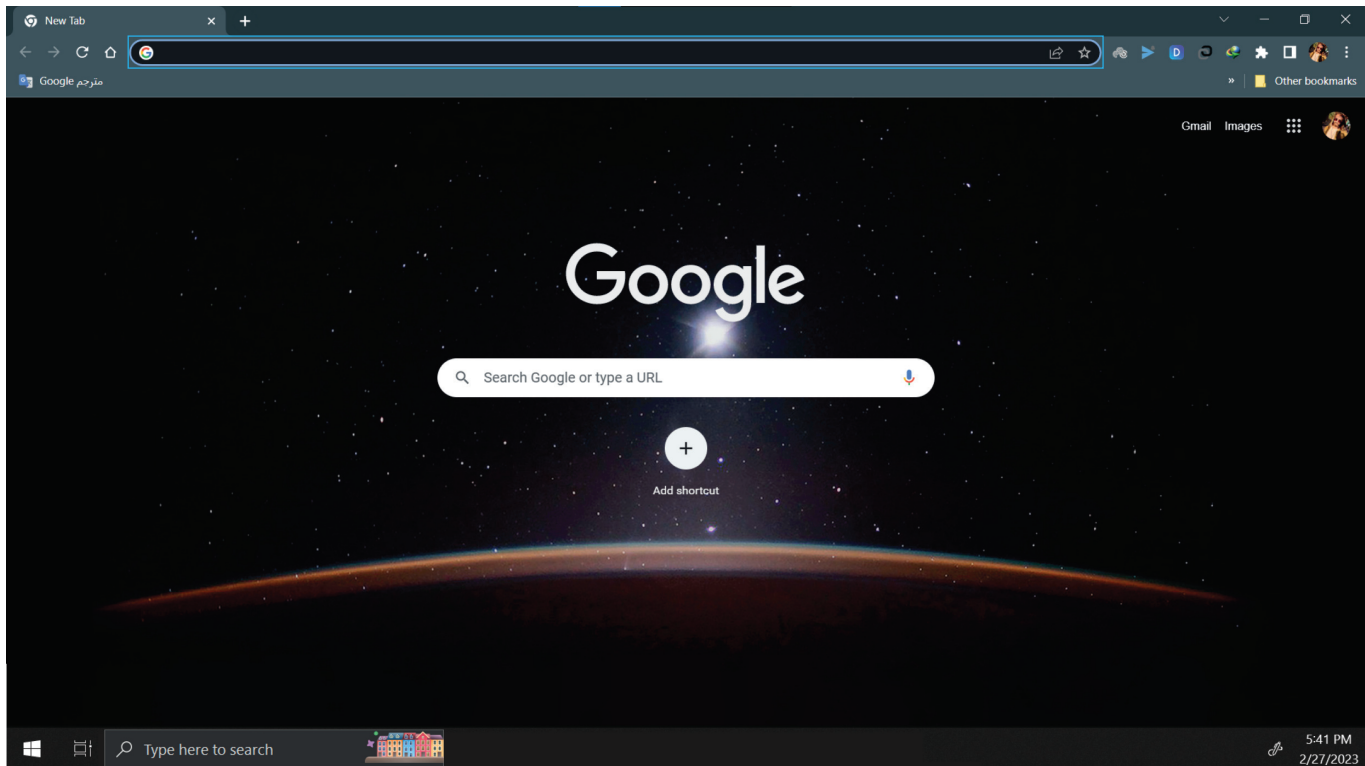 New Tab
مترجم Google
Other bookmarks
Gmail Images
Google
Search Google or type a URL
Add shortcut
Type here to search
5:41 PM
2/27/2023